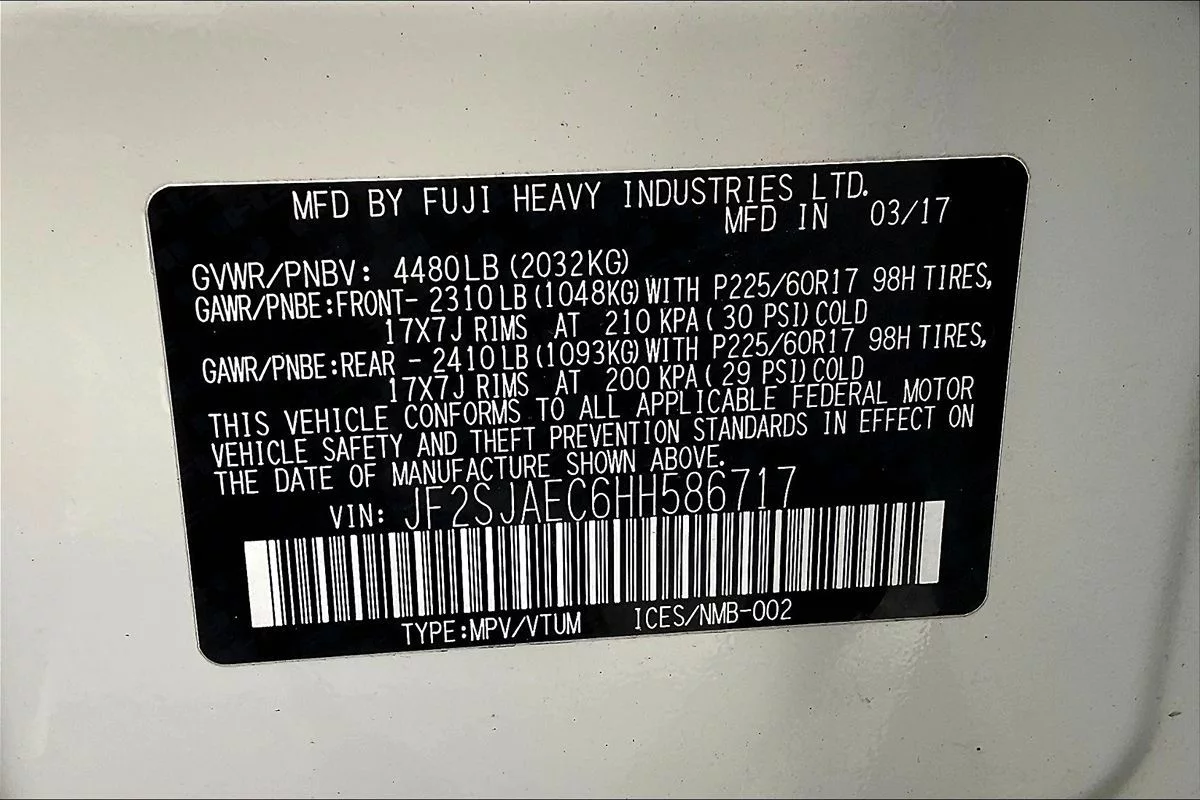 MFD BY FUJI HEAVY INDUSTRIES LTD.
MFD IN 03/17
GVWR/PNBV: 4480LB (2032KG)
GAWR/PNBE:FRONT- 2310LB (1048KG) WITH P225/60R17 98H TIRES,
17X7J RIMS AT 210 KPA( 30 PSI)COLD
GAWR/PNBE:REAR - 2410LB (1093KG) WITH P225/60R17 98H TIRES,
17X7J RIMS AT 200 KPA( 29 PSI)COLD
THIS VEHICLE CONFORMS TO ALL APPLICABLE FEDERAL MOTOR
VEHICLE SAFETY AND THEFT PREVENTION STANDARDS IN EFFECT ON
THE DATE OF MANUFACTURE SHOWN ABOVE.
VIN: JF2SJAEC6HH586717
TYPE:MPV/VTUM ICES/NMB-002